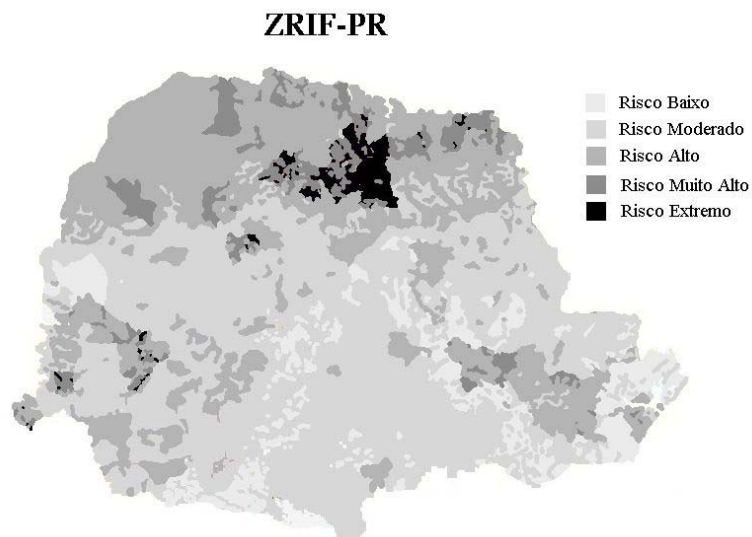 ZRIF-PR
Risco Baixo
Risco Moderado
Risco Alto
Risco Muito Alto
Risco Extremo